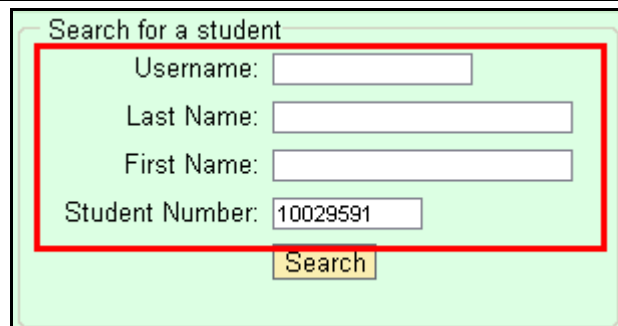 Search for a student
Username:
Last Name:
First Name:
Student Number: 10029591
Search